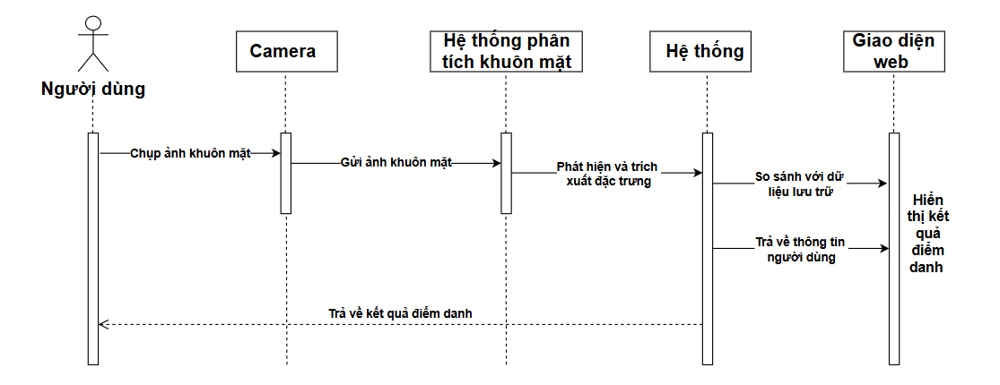 Người dùng
Camera
Hệ thống phân
tích khuôn mặt
Hệ thống
Giao diện
web
Chụp ảnh khuôn mặt
Gửi ảnh khuôn mặt
Phát hiện và trích
xuất đặc trưng
So sánh với dữ
liệu lưu trữ
Hiển
thị kết
quả
điểm
danh
Trả về thông tin
người dùng
Trả về kết quả điểm danh